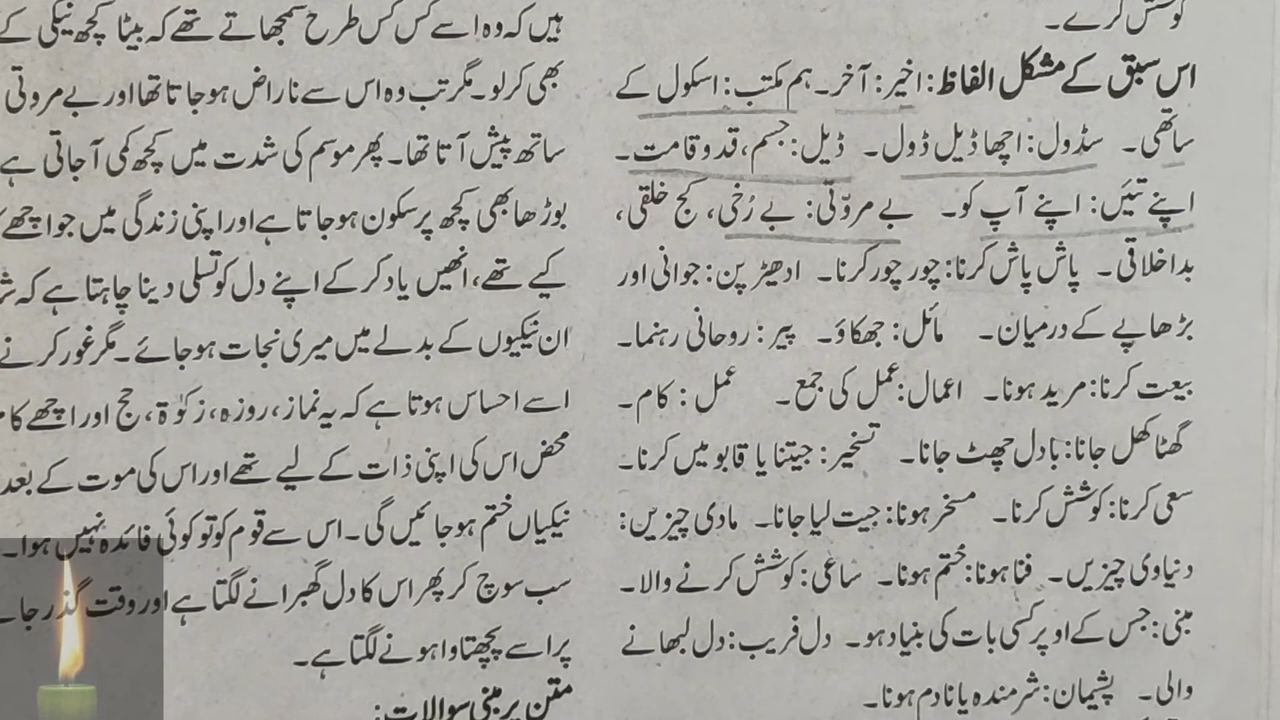 کوشش کرے۔
اس سبق کے مشکل الفاظ: اخیر: آخر۔ ہم مکتب: اسکول کے
ساتھی۔ سڈول: اچھا ڈیل ڈول۔ ڈیل: جسم، قد و قامت۔
اپنے تئیں: اپنے آپ کو۔ بے مروّتی: بے رُخی، کج خلقی،
بداخلاقی۔ پاش پاش کرنا: چور چور کرنا۔ ادھیڑ پن: جوانی اور
بڑھاپے کے درمیان۔ مائل: جھکاؤ۔ پیر: روحانی رہنما۔
بیعت کرنا: مرید ہونا۔ اعمال: عمل کی جمع۔ عمل: کام۔
گھٹا کھل جانا: بادل چھٹ جانا۔ تسخیر: جیتنا یا قابو میں کرنا۔
سعی کرنا: کوشش کرنا۔ مسخر ہونا: جیت لیا جانا۔ مادی چیزیں:
دنیاوی چیزیں۔ فنا ہونا: ختم ہونا۔ ساعی: کوشش کرنے والا۔
مبنی: جس کے اوپر کسی بات کی بنیاد ہو۔ دل فریب: دل لبھانے
والی۔ پشیمان: شرمندہ یا نادم ہونا۔
ہیں کہ وہ اسے کس کس طرح سمجھاتے تھے کہ بیٹا کچھ نیکی کے
بھی کرلو۔ مگر تب وہ اس سے ناراض ہوجاتا تھا اور بے مروتی
ساتھ پیش آتا تھا۔ پھر موسم کی شدت میں کچھ کمی آجاتی ہے
بوڑھا بھی کچھ پرسکون ہوجاتا ہے اور اپنی زندگی میں جو اچھے
کیے تھے، انھیں یاد کرکے اپنے دل کو تسلی دینا چاہتا ہے کہ
ان نیکیوں کے بدلے میں میری نجات ہوجائے۔ مگر غور کرنے
اسے احساس ہوتا ہے کہ یہ نماز، روزہ، زکوٰۃ، حج اور اچھے
محض اس کی اپنی ذات کے لیے تھے اور اس کی موت کے بعد
نیکیاں ختم ہوجائیں گی۔ اس سے قوم کو تو کوئی فائدہ نہیں ہوا۔
سب سوچ کر پھر اس کا دل گھبرانے لگتا ہے اور وقت گذر
پر اسے پچھتاوا ہونے لگتا ہے۔
متن پر مبنی سوالات: